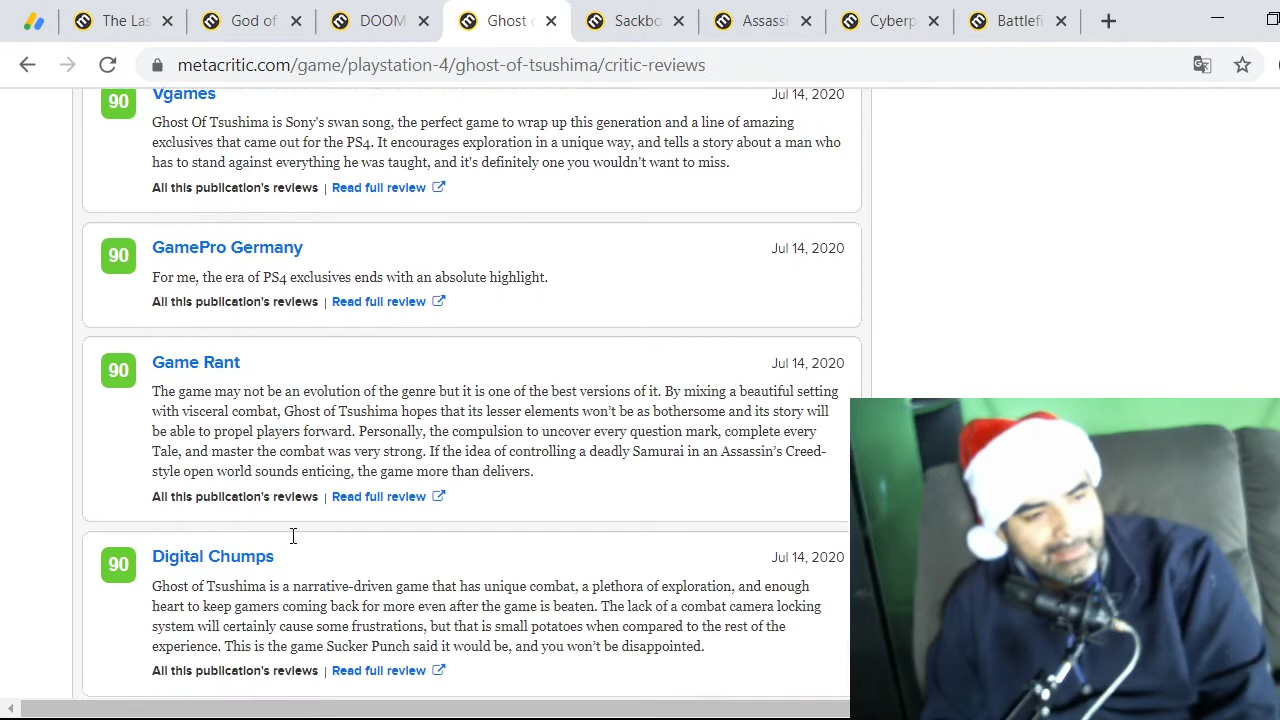 The Las
God of
DOOM
Ghost o
Sackbo
Assassi
Cyberp
Battlefi
metacritic.com/game/playstation-4/ghost-of-tsushima/critic-reviews
90
Vgames
Jul 14, 2020
Ghost Of Tsushima is Sony's swan song, the perfect game to wrap up this generation and a line of amazing
exclusives that came out for the PS4. It encourages exploration in a unique way, and tells a story about a man who
has to stand against everything he was taught, and it's definitely one you wouldn't want to miss.
All this publication's reviews | Read full review
90
GamePro Germany
Jul 14, 2020
For me, the era of PS4 exclusives ends with an absolute highlight.
All this publication's reviews | Read full review
90
Game Rant
Jul 14, 2020
The game may not be an evolution of the genre but it is one of the best versions of it. By mixing a beautiful setting
with visceral combat, Ghost of Tsushima hopes that its lesser elements won’t be as bothersome and its story will
be able to propel players forward. Personally, the compulsion to uncover every question mark, complete every
Tale, and master the combat was very strong. If the idea of controlling a deadly Samurai in an Assassin’s Creed-
style open world sounds enticing, the game more than delivers.
All this publication's reviews | Read full review
90
Digital Chumps
Jul 14, 2020
Ghost of Tsushima is a narrative-driven game that has unique combat, a plethora of exploration, and enough
heart to keep gamers coming back for more even after the game is beaten. The lack of a combat camera locking
system will certainly cause some frustrations, but that is small potatoes when compared to the rest of the
experience. This is the game Sucker Punch said it would be, and you won’t be disappointed.
All this publication's reviews | Read full review